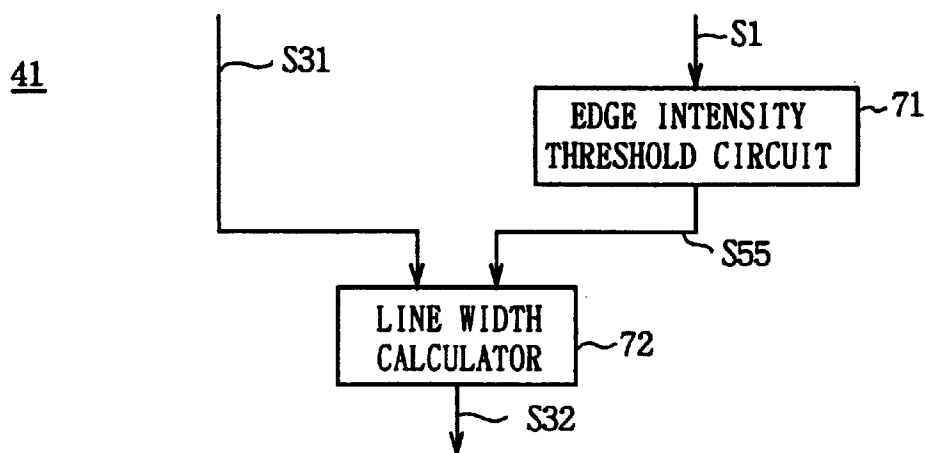 41
S31
S1
71
EDGE INTENSITY
THRESHOLD CIRCUIT
S55
LINE WIDTH
CALCULATOR
72
S32